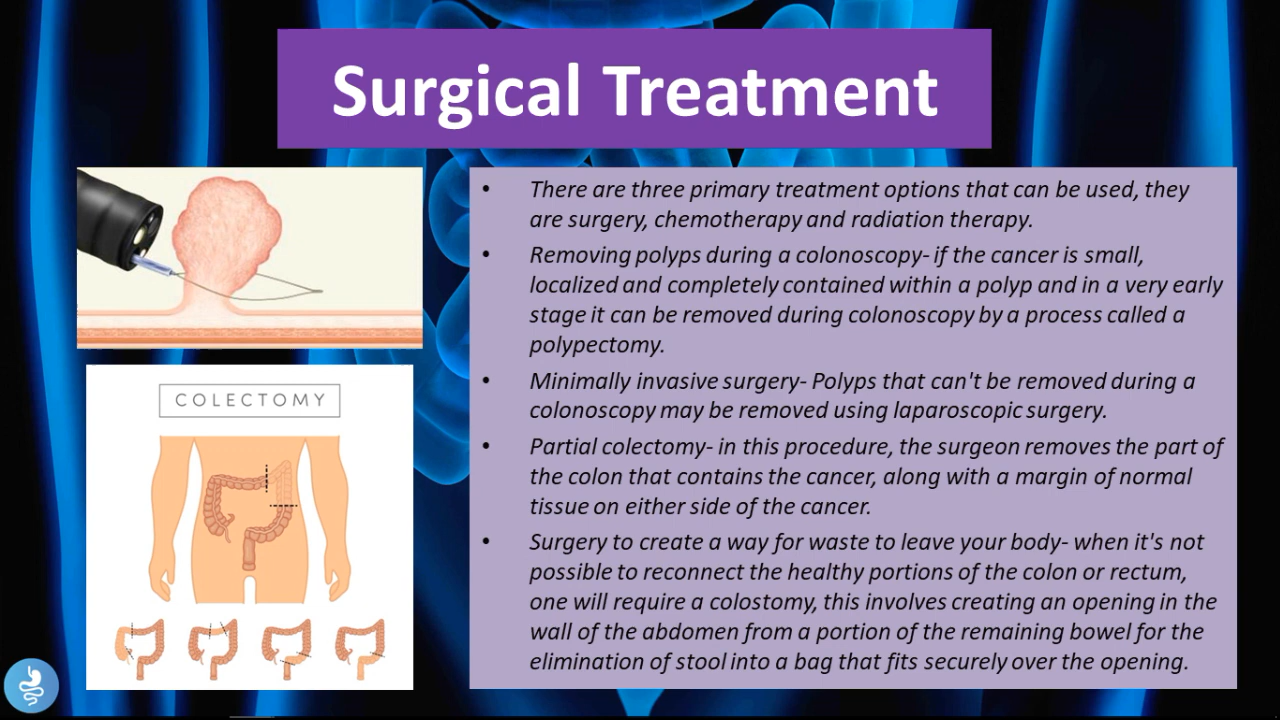 Surgical Treatment
• There are three primary treatment options that can be used, they
are surgery, chemotherapy and radiation therapy.
• Removing polyps during a colonoscopy- if the cancer is small,
localized and completely contained within a polyp and in a very early
stage it can be removed during colonoscopy by a process called a
polypectomy.
• Minimally invasive surgery- Polyps that can't be removed during a
colonoscopy may be removed using laparoscopic surgery.
• Partial colectomy- in this procedure, the surgeon removes the part of
the colon that contains the cancer, along with a margin of normal
tissue on either side of the cancer.
• Surgery to create a way for waste to leave your body- when it's not
possible to reconnect the healthy portions of the colon or rectum,
one will require a colostomy, this involves creating an opening in the
wall of the abdomen from a portion of the remaining bowel for the
elimination of stool into a bag that fits securely over the opening.
COLECTOMY